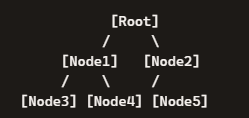 [Root]
/ \
[Node1] [Node2]
/ \ /
[Node3] [Node4] [Node5]